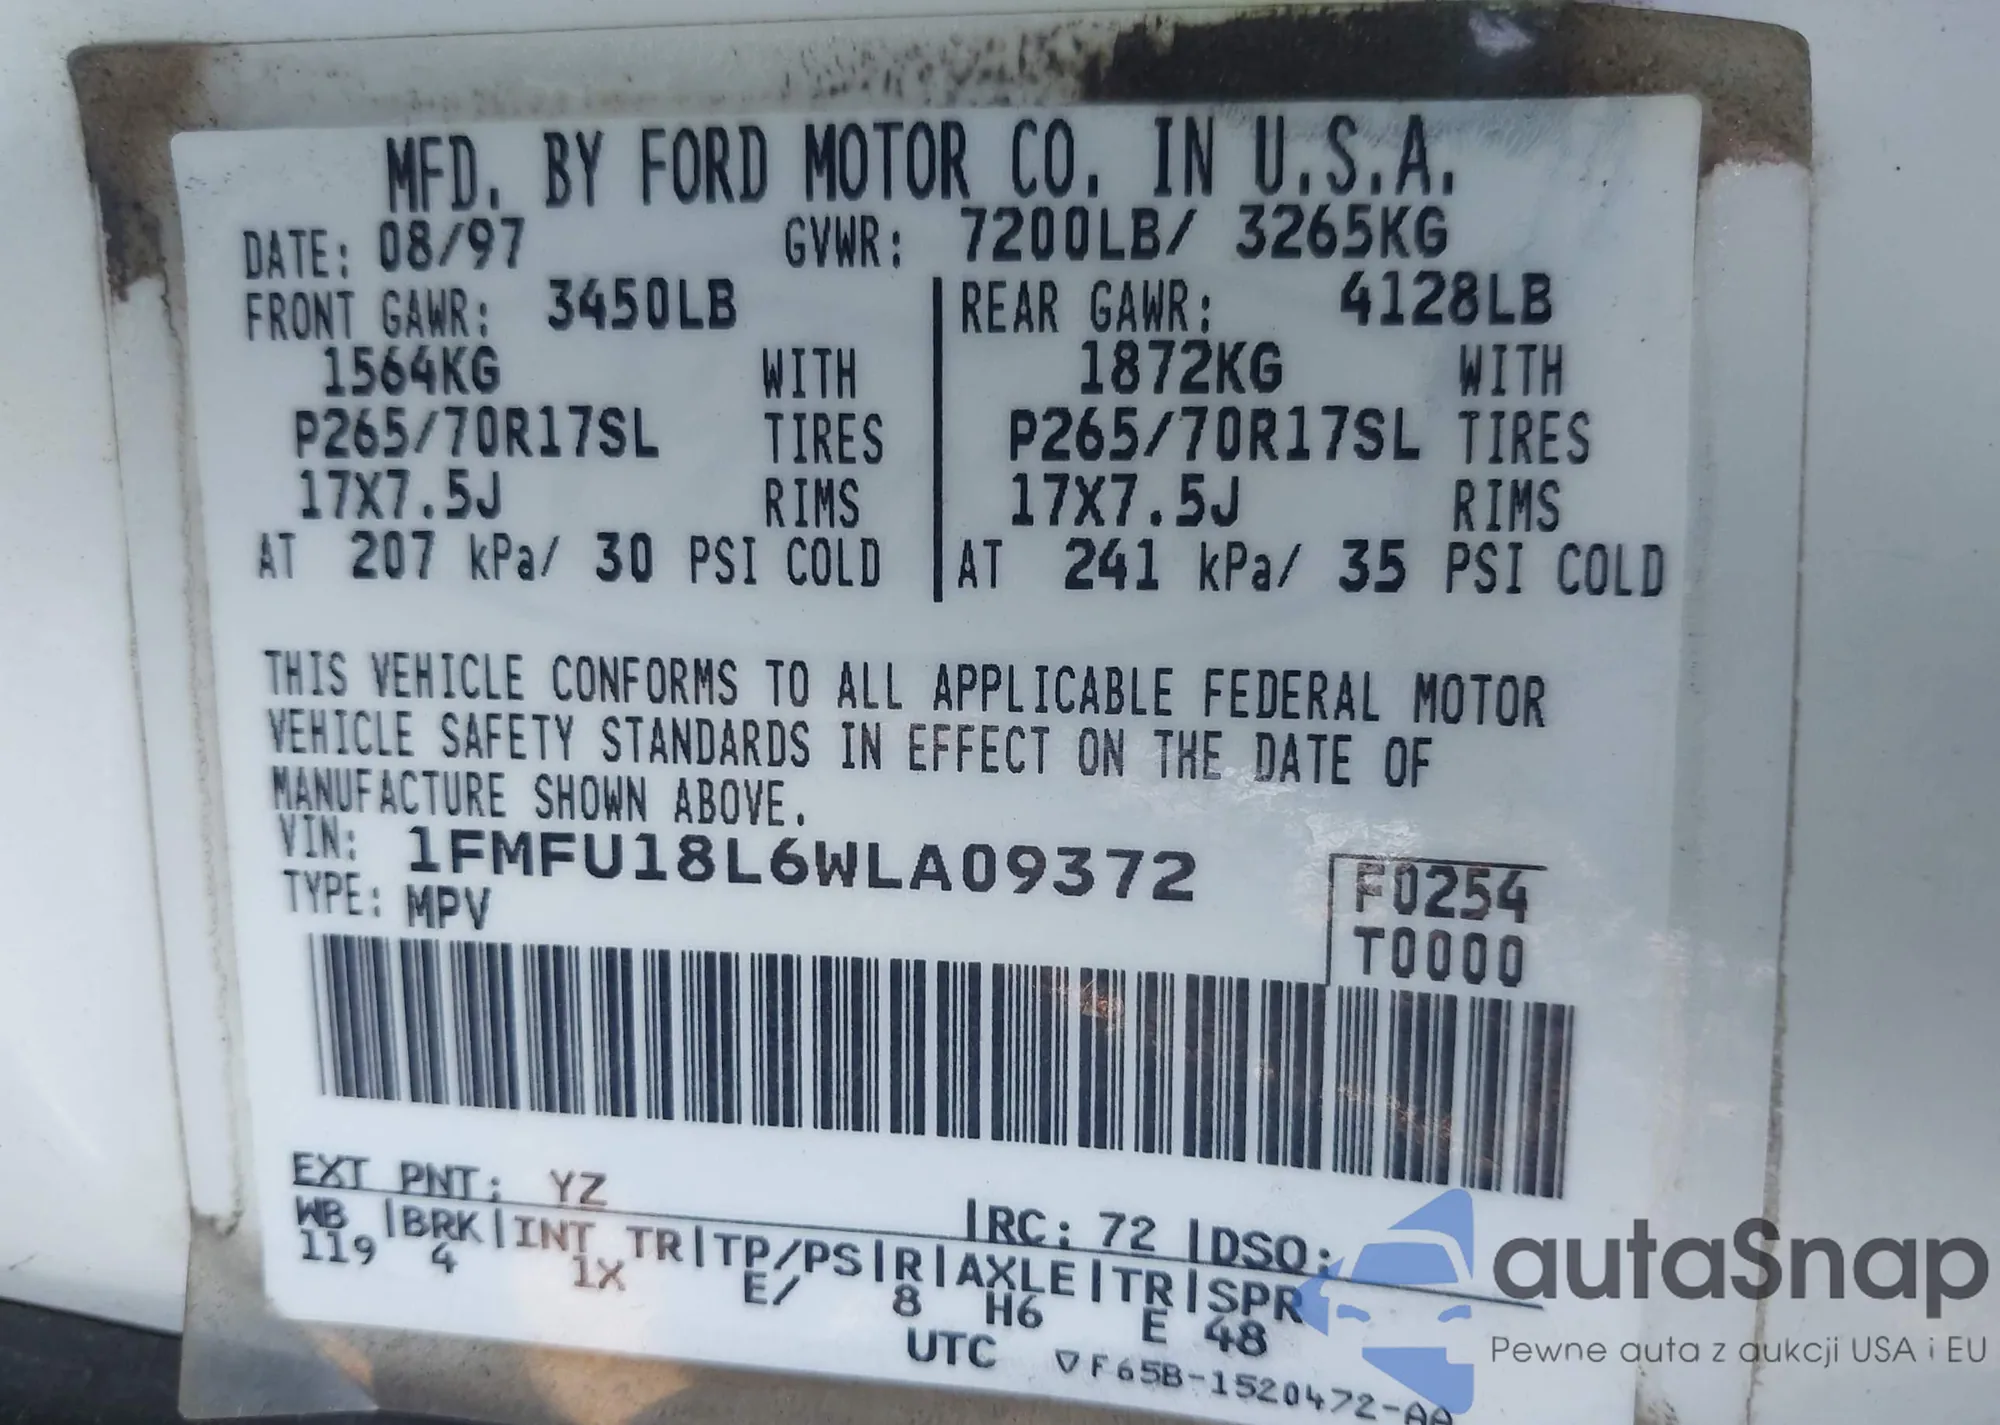 MFD. BY FORD MOTOR CO. IN U.S.A.
DATE: 08/97 GVWR: 7200LB/ 3265KG
FRONT GAWR: 3450LB REAR GAWR: 4128LB
1564KG WITH 1872KG WITH
P265/70R17SL TIRES P265/70R17SL TIRES
17X7.5J RIMS 17X7.5J RIMS
AT 207 kPa/ 30 PSI COLD AT 241 kPa/ 35 PSI COLD
THIS VEHICLE CONFORMS TO ALL APPLICABLE FEDERAL MOTOR
VEHICLE SAFETY STANDARDS IN EFFECT ON THE DATE OF
MANUFACTURE SHOWN ABOVE.
VIN: 1FMFU18L6WLA09372 F0254
TYPE: MPV T0000
EXT PNT: YZ RC: 72 DSO:
WB BRK INT TR TP/PS R AXLE TR SPR
119 4 1X E/ 8 H6 E 48
UTC ▽F65B-1520472-AA
autaSnap
Pewne auta z aukcji USA i EU